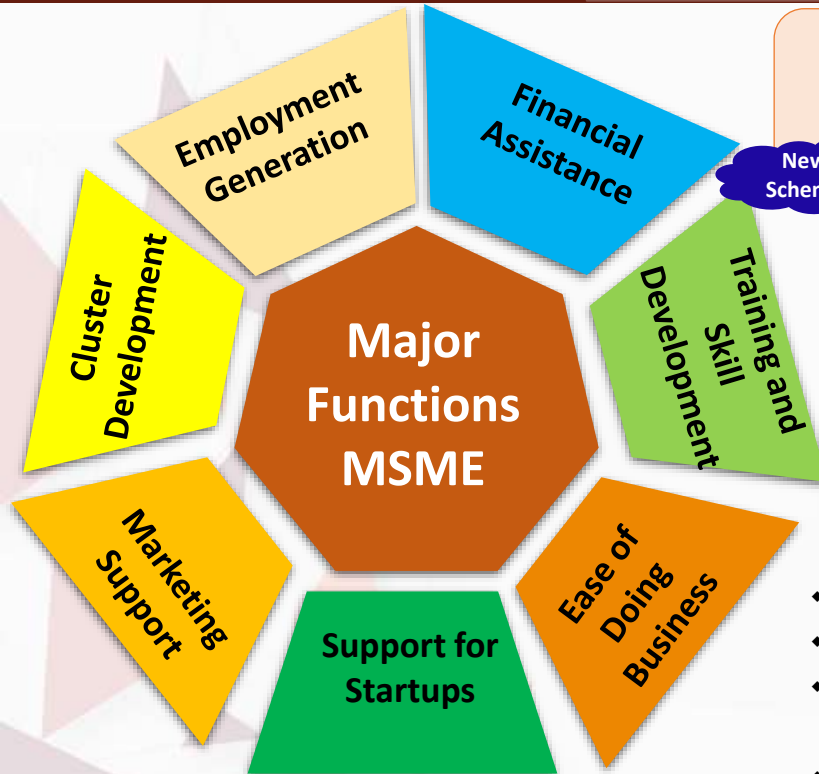 Employment
Generation
Financial
Assistance
New
Training and
Skill
Development
Cluster
Development
Major
Functions
MSME
Marketing
Support
Ease of
Doing
Business
Support for
Startups